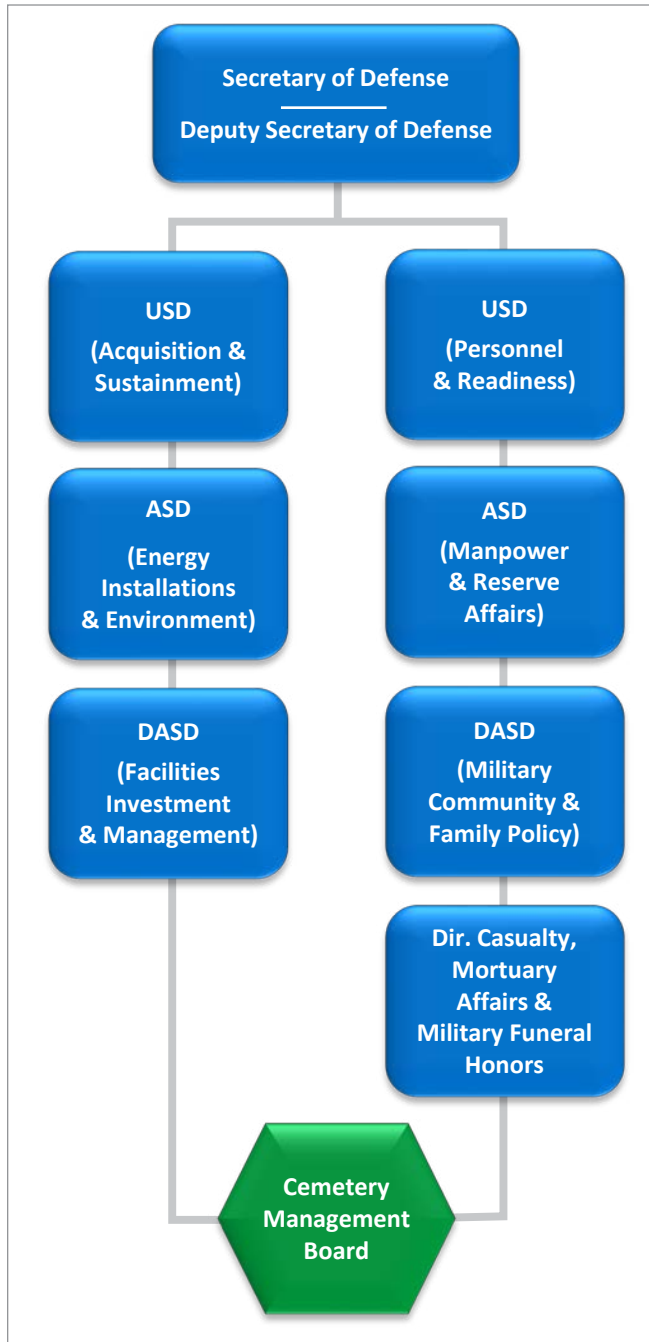 Secretary of Defense
Deputy Secretary of Defense
USD
(Acquisition &
Sustainment)
USD
(Personnel
& Readiness)
ASD
(Energy
Installations
& Environment)
ASD
(Manpower
& Reserve
Affairs)
DASD
(Facilities
Investment
& Management)
DASD
(Military
Community &
Family Policy)
Dir. Casualty,
Mortuary
Affairs &
Military Funeral
Honors
Cemetery
Management
Board